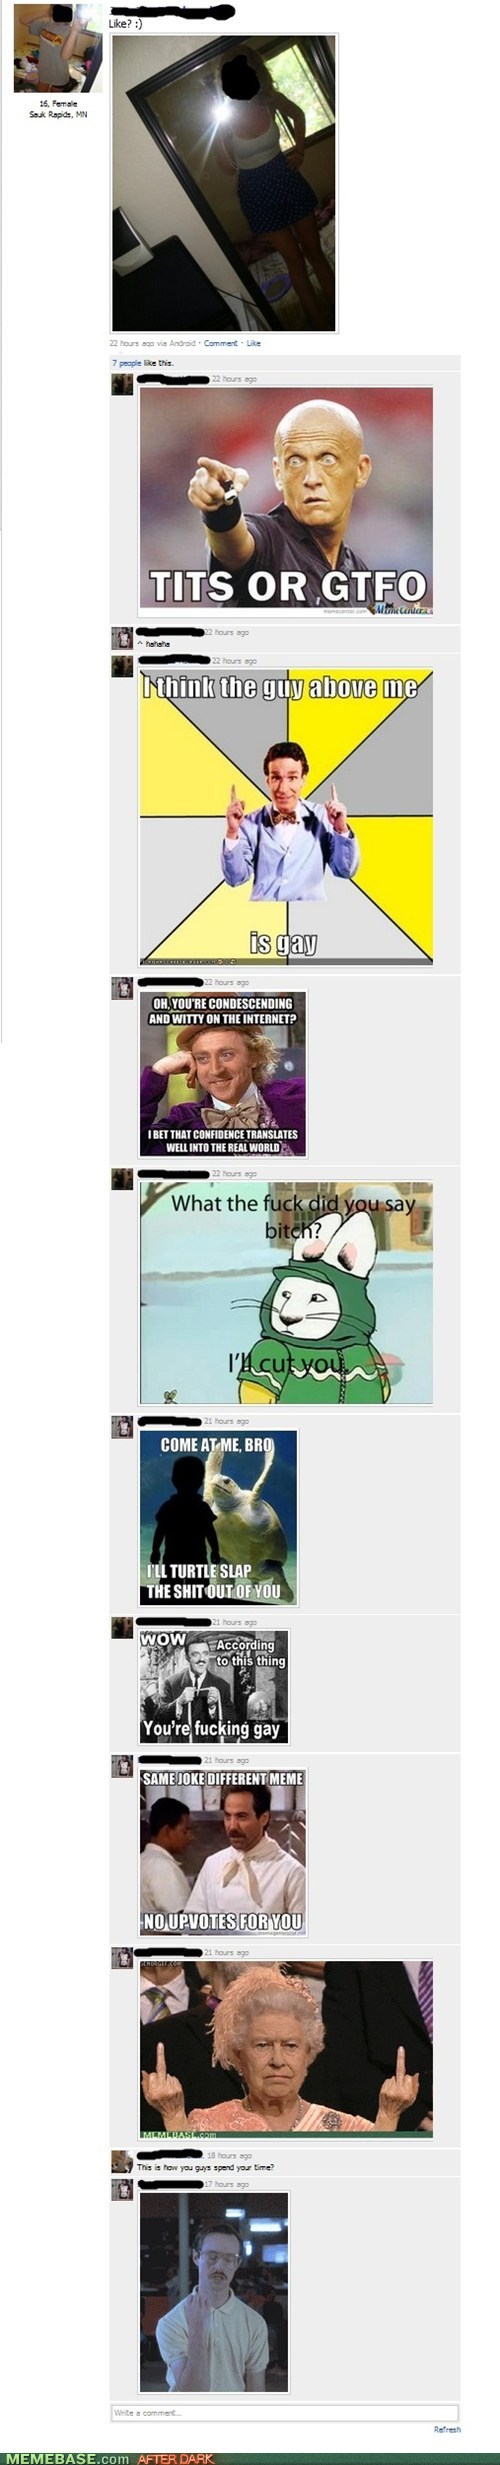 Like? :)
16, Female
Sauk Rapids, MN
22 hours ago via Android · Comment · Like
7 people like this.
22 hours ago
TITS OR GTFO
memecenter.com MemeCenter
22 hours ago
^ hahaha
22 hours ago
I think the guy above me
is gay
22 hours ago
OH, YOU'RE CONDESCENDING
AND WITTY ON THE INTERNET?
I BET THAT CONFIDENCE TRANSLATES
WELL INTO THE REAL WORLD
22 hours ago
What the fuck did you say
bitch?
I'll cut you.
21 hours ago
COME AT ME, BRO
I'LL TURTLE SLAP
THE SHIT OUT OF YOU
21 hours ago
WOW
According
to this thing
You're fucking gay
21 hours ago
SAME JOKE DIFFERENT MEME
NO UPVOTES FOR YOU
21 hours ago
SENORGIF.COM
MEMEBASE.com
18 hours ago
This is how you guys spend your time?
17 hours ago
Write a comment...
Refresh
MEMEBASE.com AFTER DARK